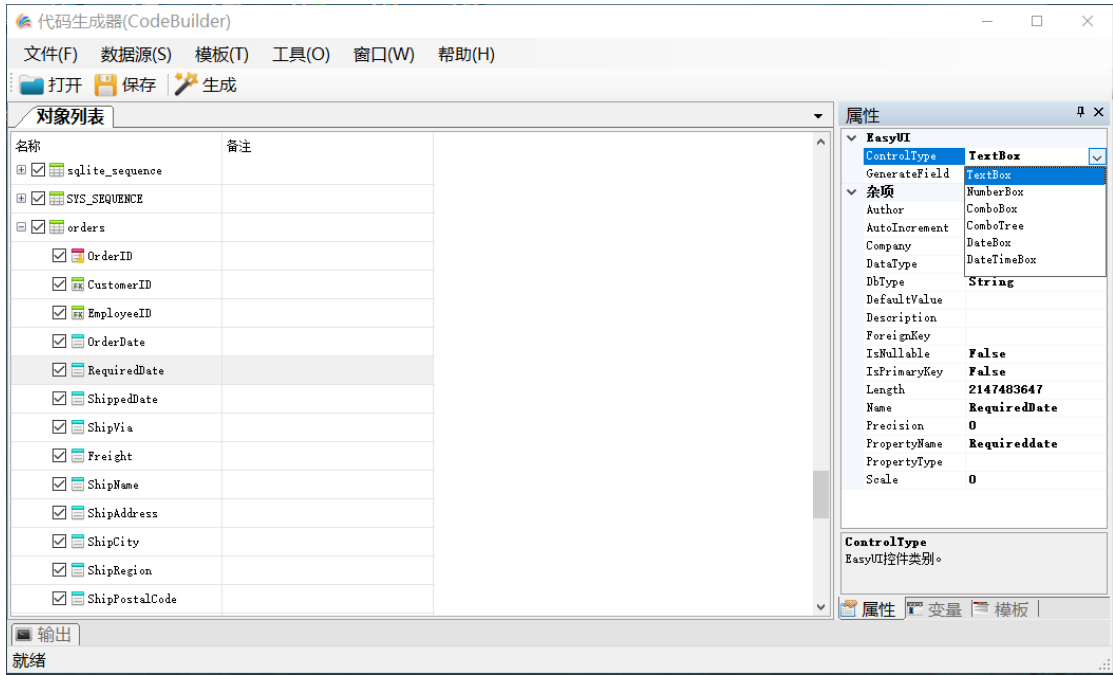 代码生成器(CodeBuilder)
文件(F) 数据源(S) 模板(T) 工具(O) 窗口(W) 帮助(H)
打开 保存 生成
对象列表
名称 备注
sqlite_sequence
SYS_SEQUENCE
orders
OrderID
FK CustomerID
FK EmployeeID
OrderDate
RequiredDate
ShippedDate
ShipVia
Freight
ShipName
ShipAddress
ShipCity
ShipRegion
ShipPostalCode
属性
EasyUI
ControlType TextBox
GenerateField
TextBox
NumberBox
ComboBox
ComboTree
DateBox
DateTimeBox
杂项
Author
AutoIncrement
Company
DataType
DbType String
DefaultValue
Description
ForeignKey
IsNullable False
IsPrimaryKey False
Length 2147483647
Name RequiredDate
Precision 0
PropertyName Requireddate
PropertyType
Scale 0
ControlType
EasyUI控件类别。
属性 变量 模板
输出
就绪